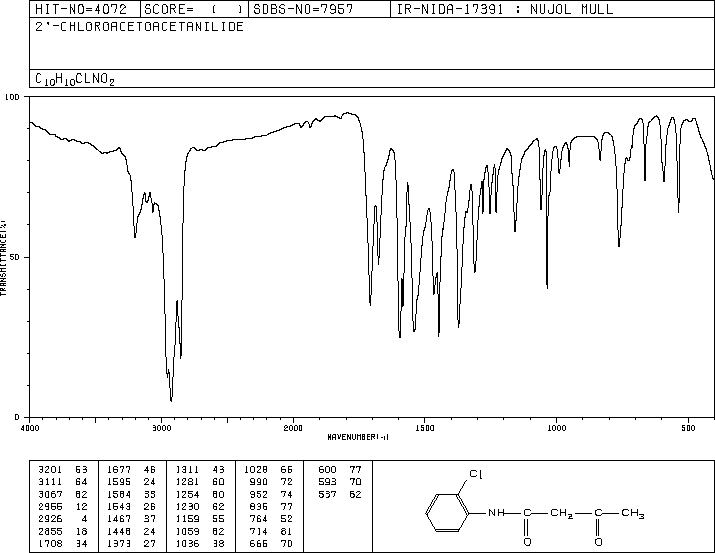 HIT-NO=4072 SCORE= ( ) SDBS-NO=7957 IR-NIDA-17391 : NUJOL MULL
2'-CHLOROACETOACETANILIDE
C10H10CLNO2
100
50
0
TRANSMITTANCE(%)
4000 3000 2000 1500 1000 500
WAVENUMBER(-1)
3201 53 1677 46 1311 43 1028 66 600 77
3111 64 1595 24 1281 60 990 72 593 70
3067 62 1584 33 1254 60 952 74 537 62
2955 12 1543 26 1230 62 835 77
2926 4 1467 37 1159 55 764 52
2855 18 1448 24 1059 62 714 81
1708 34 1373 27 1036 38 666 70
Cl
NH C CH2 C CH3
O O